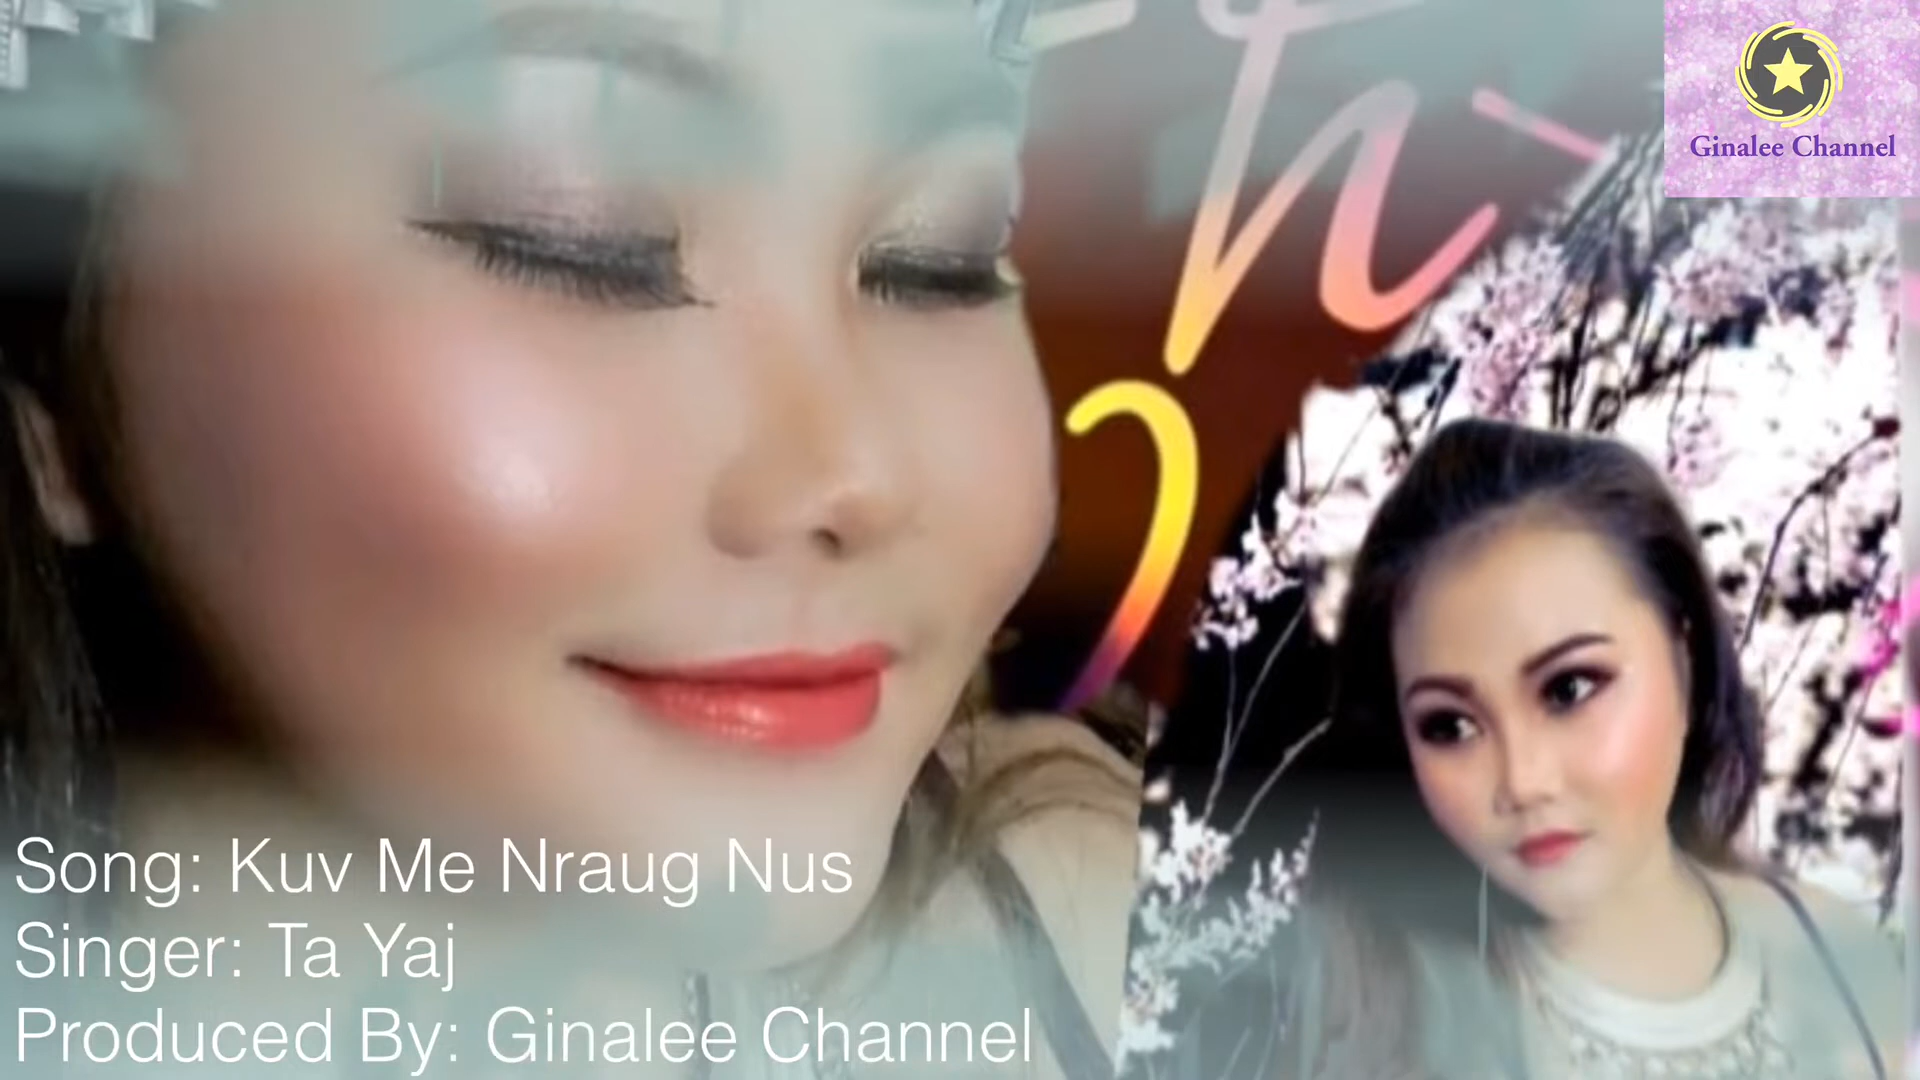 Ginalee Channel
Song: Kuv Me Nraug Nus
Singer: Ta Yaj
Produced By: Ginalee Channel